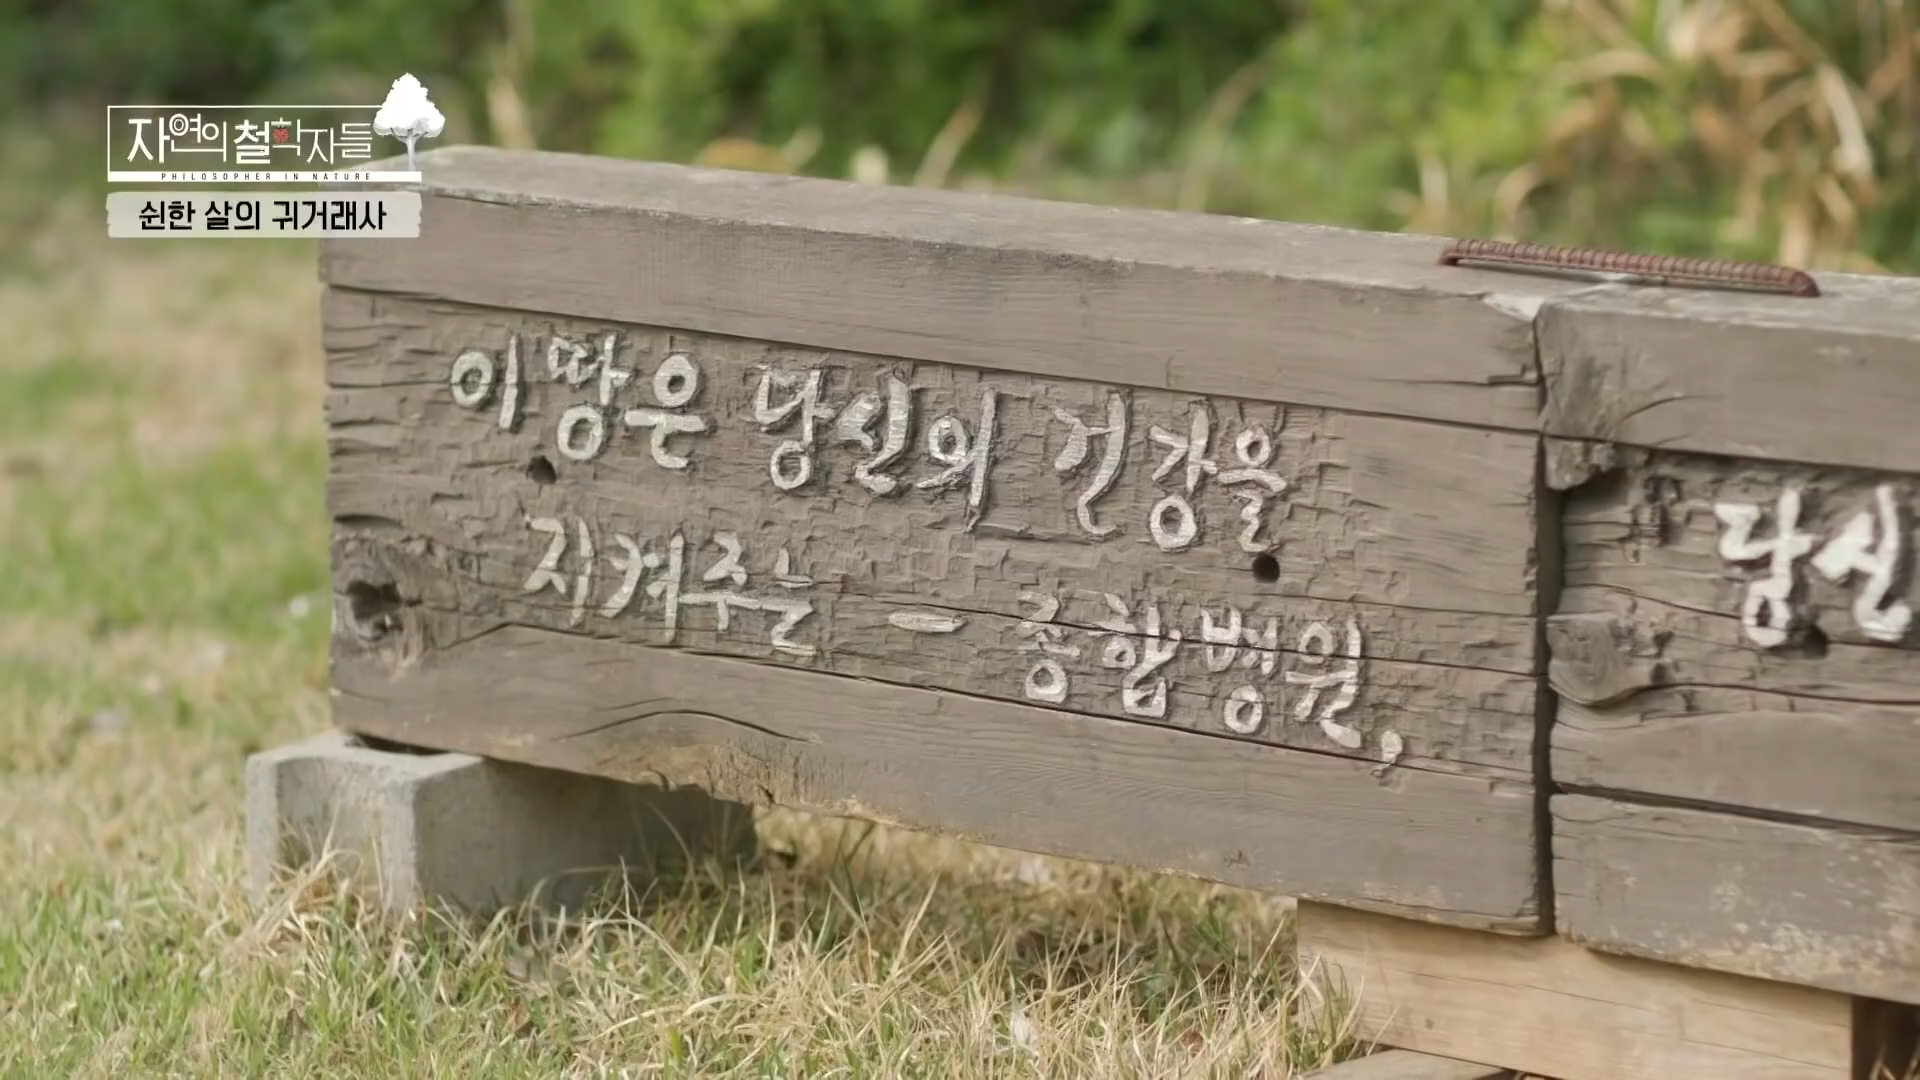 자연의 철학자들
PHILOSOPHER IN NATURE
쉰한 살의 귀거래사
이 땅은 당신의 건강을
지켜주는 - 종합병원,
당신